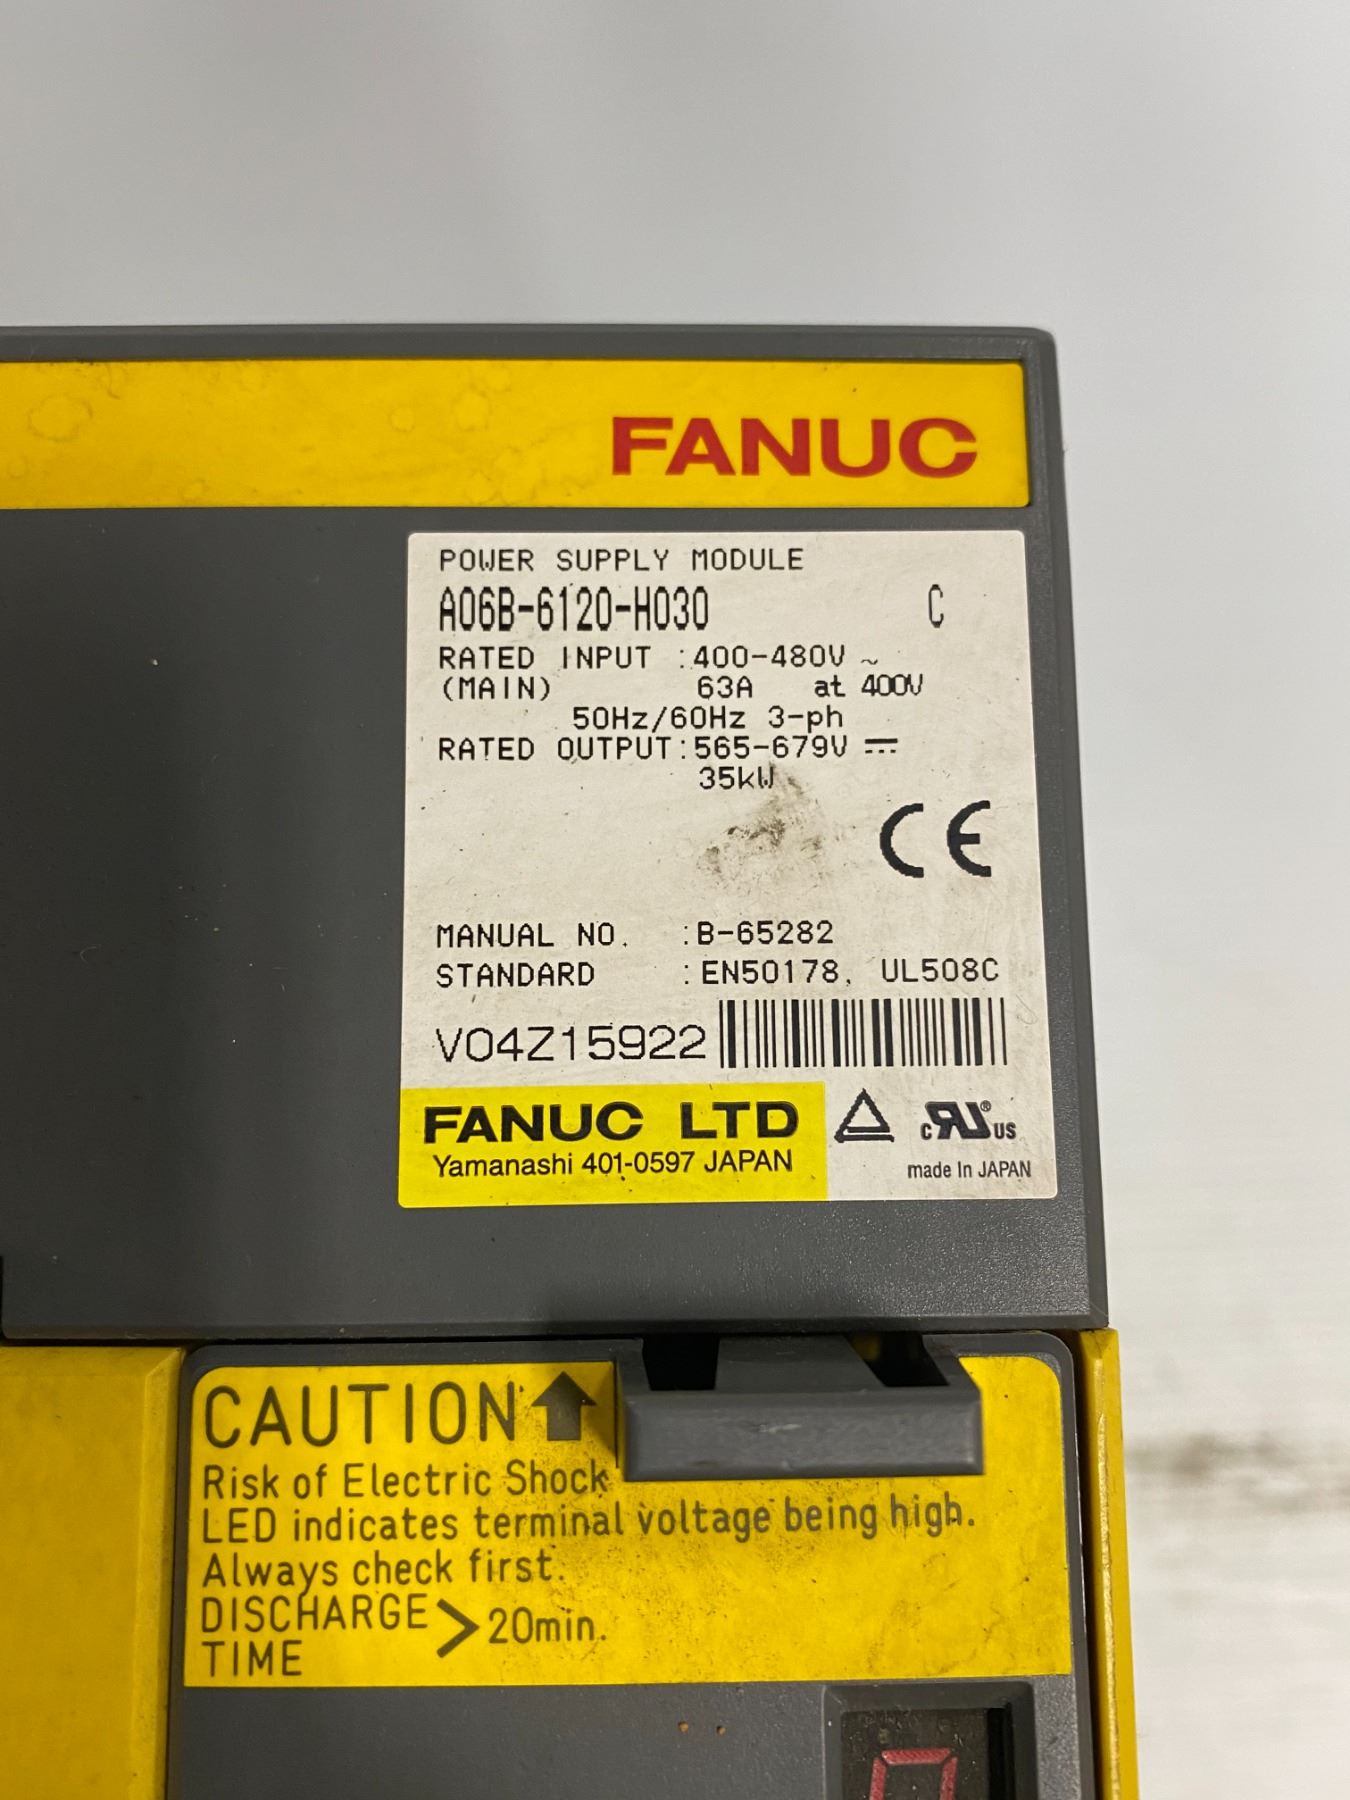 FANUC
POWER SUPPLY MODULE
A06B-6120-H030 C
RATED INPUT :400-480V ~
(MAIN) 63A at 400V
50Hz/60Hz 3-ph
RATED OUTPUT:565-679V ⎓
35kW
CE
MANUAL NO. :B-65282
STANDARD :EN50178, UL508C
V04Z15922
FANUC LTD
Yamanashi 401-0597 JAPAN
c RU ® US
made In JAPAN
CAUTION ↑
Risk of Electric Shock
LED indicates terminal voltage being high.
Always check first.
DISCHARGE TIME > 20min.